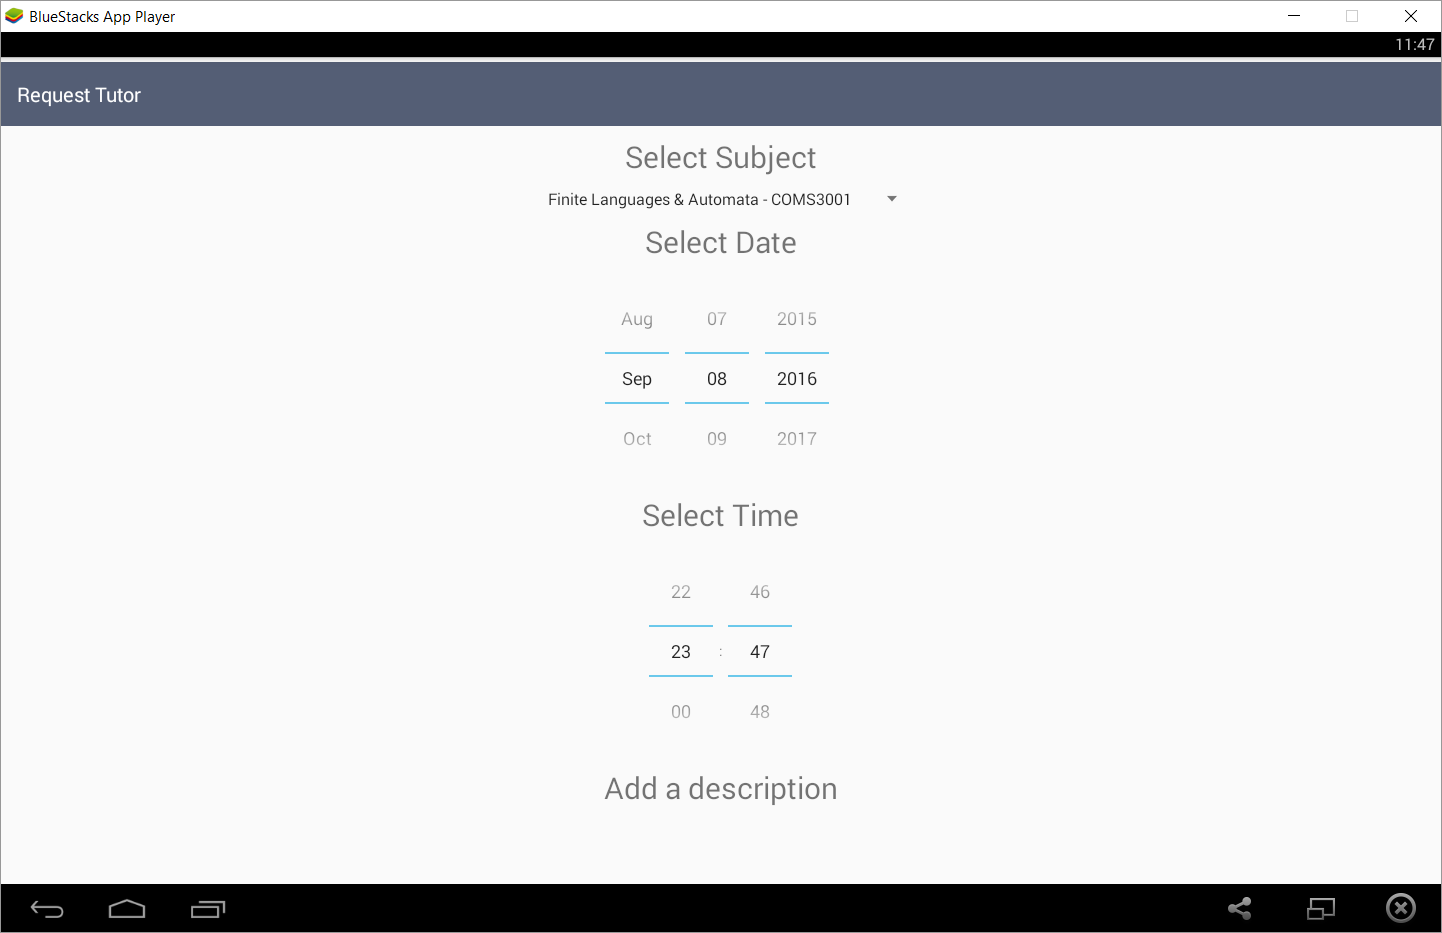 BlueStacks App Player
11:47
Request Tutor
Select Subject
Finite Languages & Automata - COMS3001
Select Date
Aug 07 2015
Sep 08 2016
Oct 09 2017
Select Time
22 46
23 : 47
00 48
Add a description